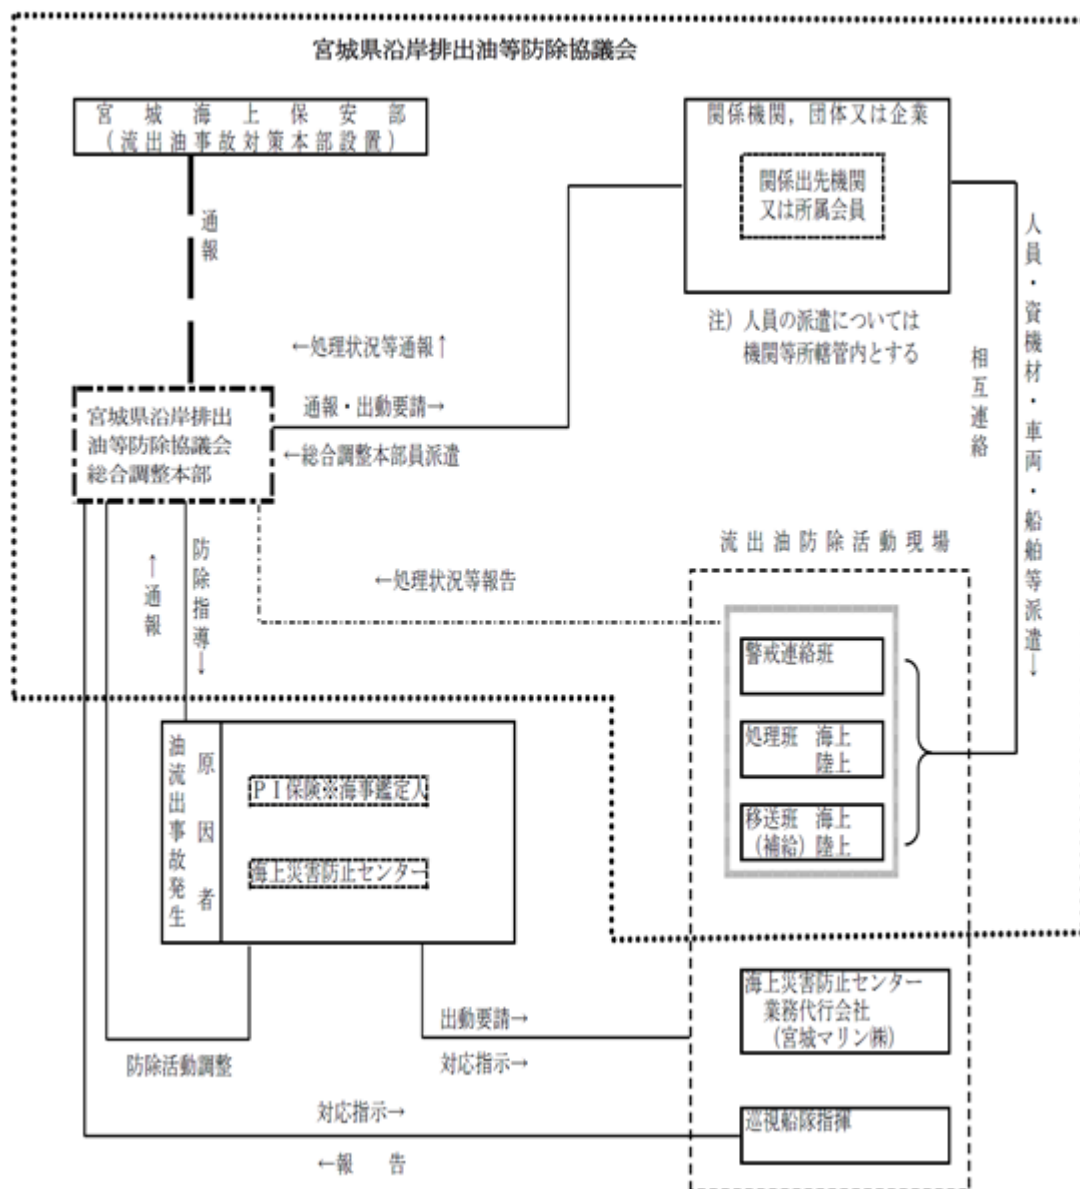 宮城県沿岸排出油等防除協議会
宮城海上保安部
(流出油事故対策本部設置)
通報
関係機関，団体又は企業
関係出先機関
又は所属会員
注) 人員の派遣については
機関等所轄管内とする
人員・資機材・車両・船舶等派遣↓
相互連絡
←処理状況等通報↑
通報・出動要請→
←総合調整本部員派遣
宮城県沿岸排出
油等防除協議会
総合調整本部
←処理状況等報告
↑通報
防除指導↓
流出油防除活動現場
警戒連絡班
処理班 海上
陸上
移送班 海上
(補給) 陸上
油流出事故発生
原因者
ＰＩ保険※海事鑑定人
海上災害防止センター
出動要請→
対応指示→
防除活動調整
海上災害防止センター
業務代行会社
(宮城マリン㈱)
対応指示→
←報 告
巡視船隊指揮